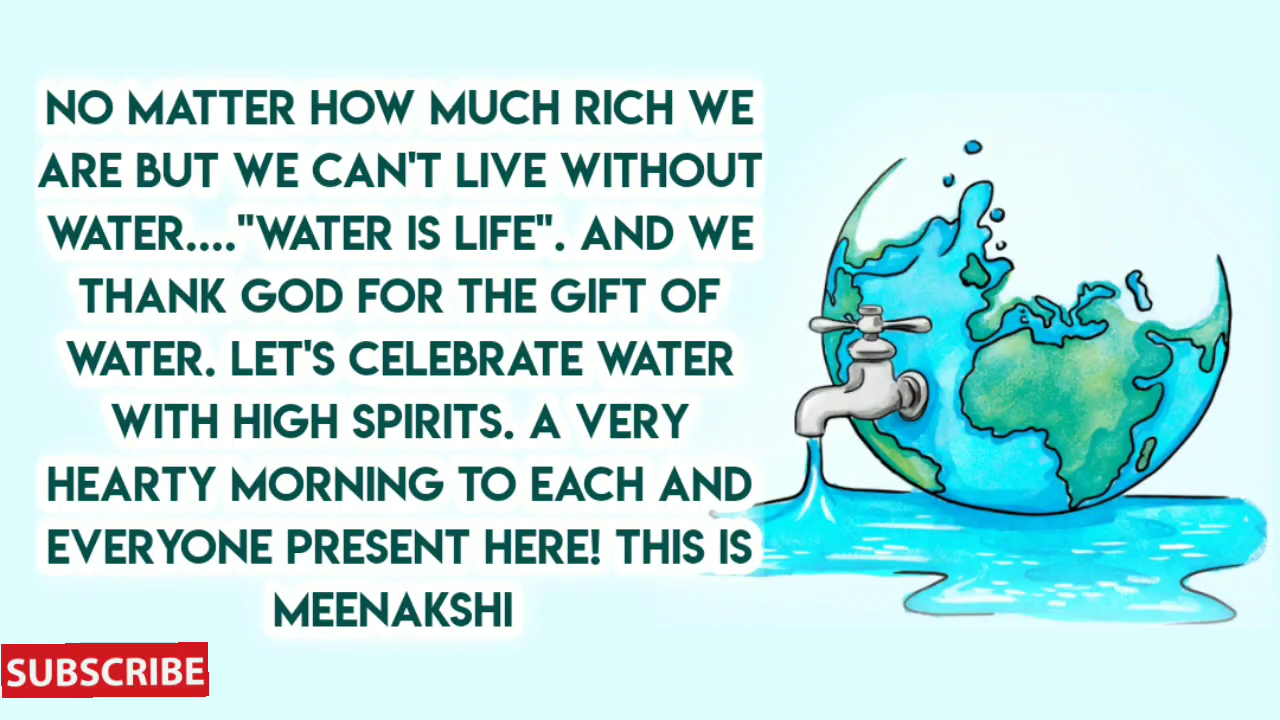 NO MATTER HOW MUCH RICH WE
ARE BUT WE CAN'T LIVE WITHOUT
WATER...."WATER IS LIFE". AND WE
THANK GOD FOR THE GIFT OF
WATER. LET'S CELEBRATE WATER
WITH HIGH SPIRITS. A VERY
HEARTY MORNING TO EACH AND
EVERYONE PRESENT HERE! THIS IS
MEENAKSHI
SUBSCRIBE